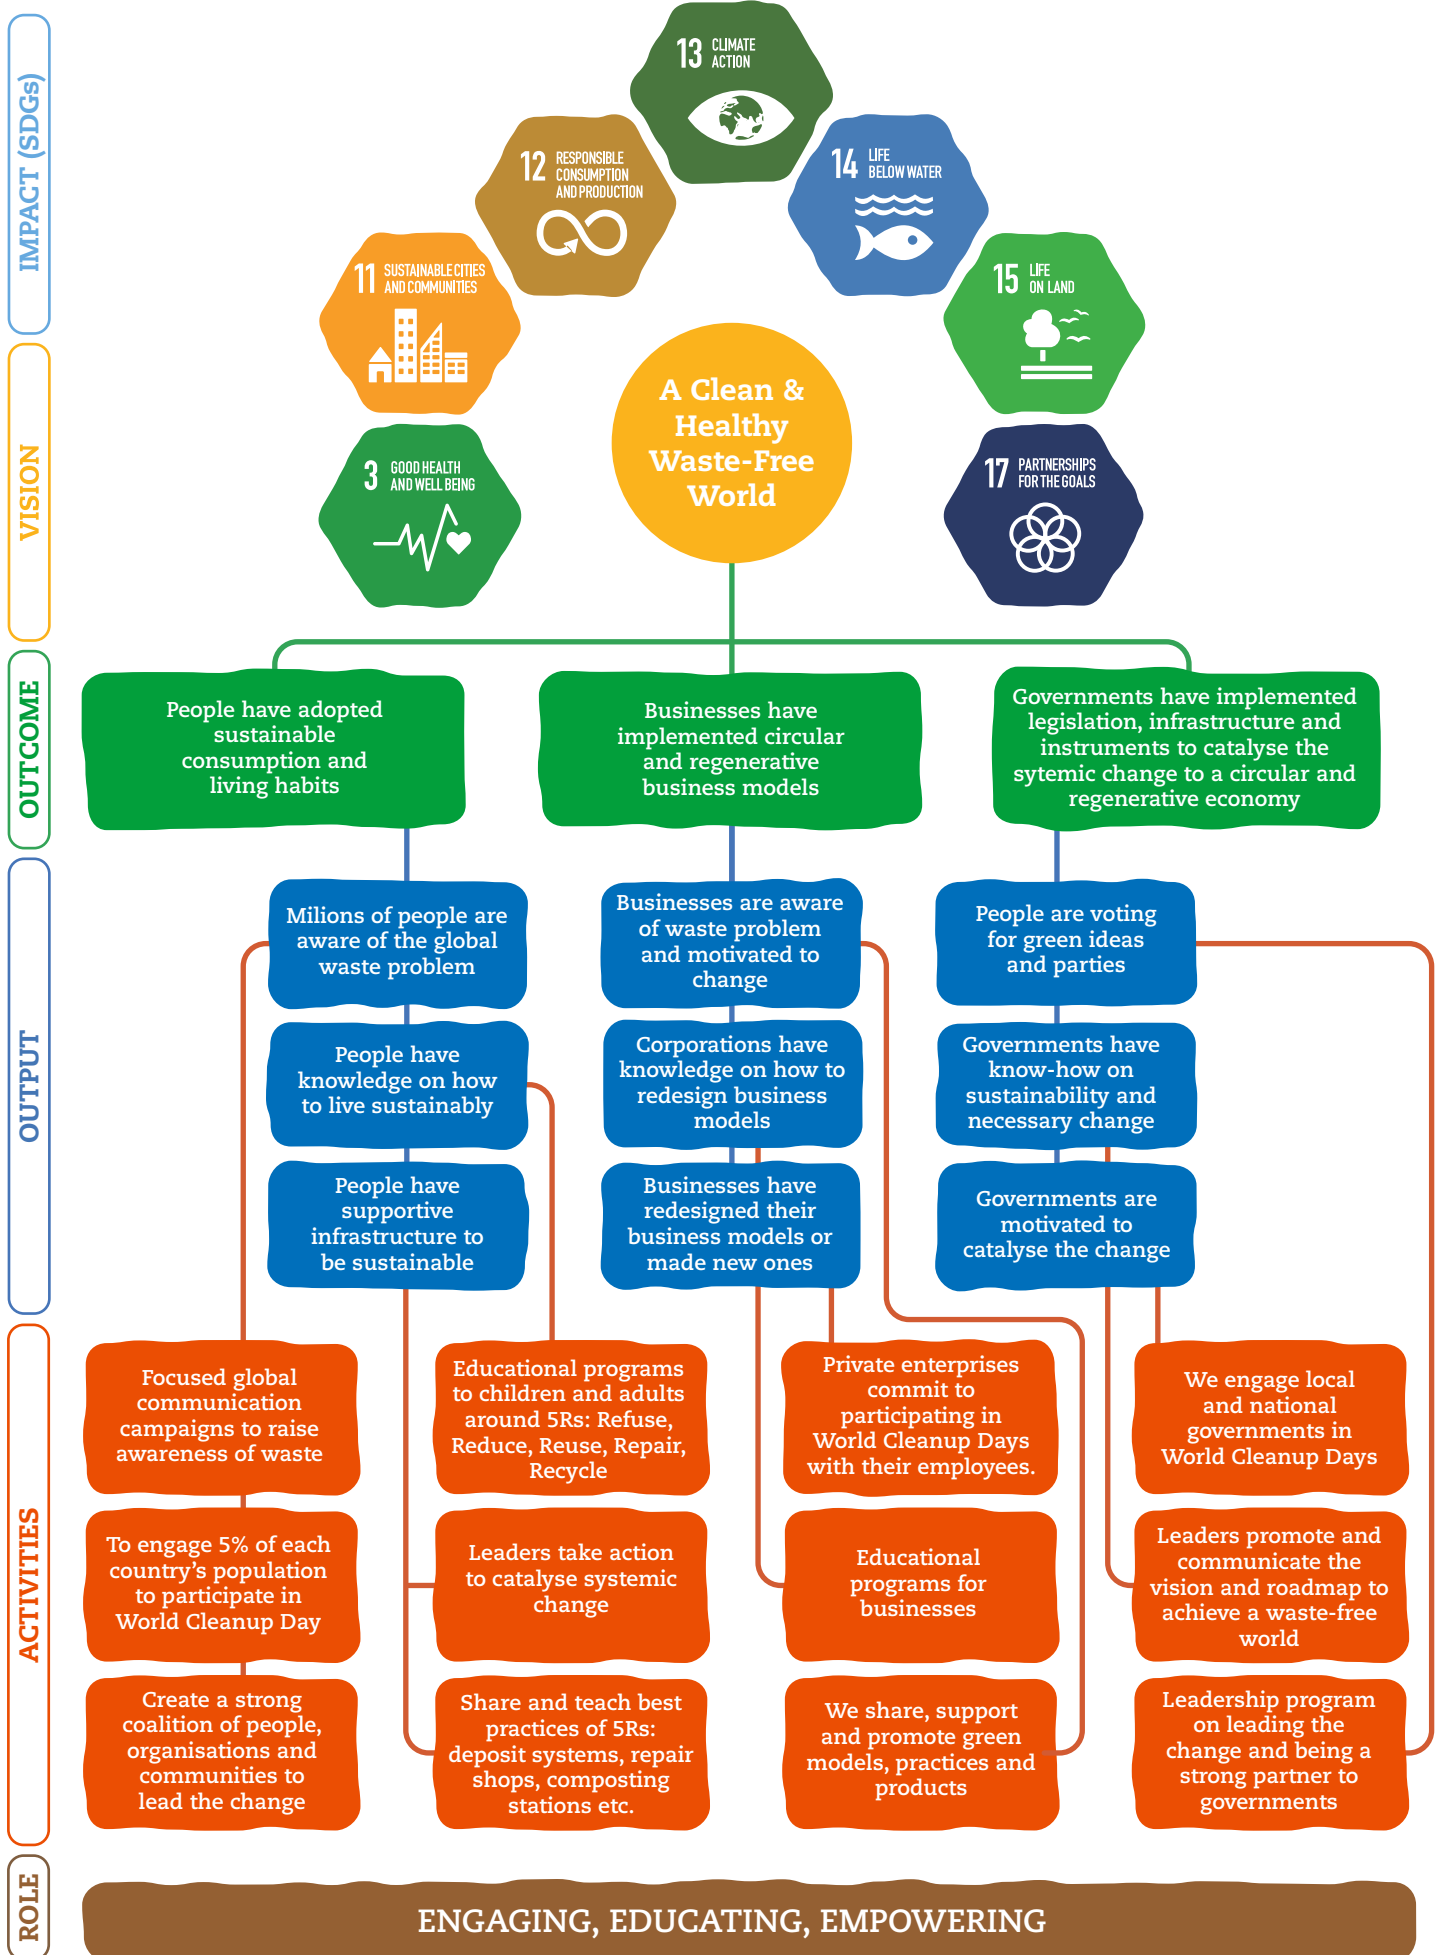 IMPACT (SDGs)
13 CLIMATE
ACTION
12 RESPONSIBLE
CONSUMPTION
AND PRODUCTION
14 LIFE
BELOW WATER
11 SUSTAINABLE CITIES
AND COMMUNITIES
15 LIFE
ON LAND
VISION
A Clean &
Healthy
Waste-Free
World
3 GOOD HEALTH
AND WELL BEING
17 PARTNERSHIPS
FOR THE GOALS
OUTCOME
People have adopted
sustainable
consumption and
living habits
Businesses have
implemented circular
and regenerative
business models
Governments have implemented
legislation, infrastructure and
instruments to catalyse the
sytemic change to a circular and
regenerative economy
OUTPUT
Milions of people are
aware of the global
waste problem
Businesses are aware
of waste problem
and motivated to
change
People are voting
for green ideas
and parties
People have
knowledge on how
to live sustainably
Corporations have
knowledge on how to
redesign business
models
Governments have
know-how on
sustainability and
necessary change
People have
supportive
infrastructure to
be sustainable
Businesses have
redesigned their
business models or
made new ones
Governments are
motivated to
catalyse the change
ACTIVITIES
Focused global
communication
campaigns to raise
awareness of waste
Educational programs
to children and adults
around 5Rs: Refuse,
Reduce, Reuse, Repair,
Recycle
Private enterprises
commit to
participating in
World Cleanup Days
with their employees.
We engage local
and national
governments in
World Cleanup Days
To engage 5% of each
country's population
to participate in
World Cleanup Day
Leaders take action
to catalyse systemic
change
Educational
programs for
businesses
Leaders promote and
communicate the
vision and roadmap to
achieve a waste-free
world
Create a strong
coalition of people,
organisations and
communities to
lead the change
Share and teach best
practices of 5Rs:
deposit systems, repair
shops, composting
stations etc.
We share, support
and promote green
models, practices and
products
Leadership program
on leading the
change and being a
strong partner to
governments
ROLE
ENGAGING, EDUCATING, EMPOWERING